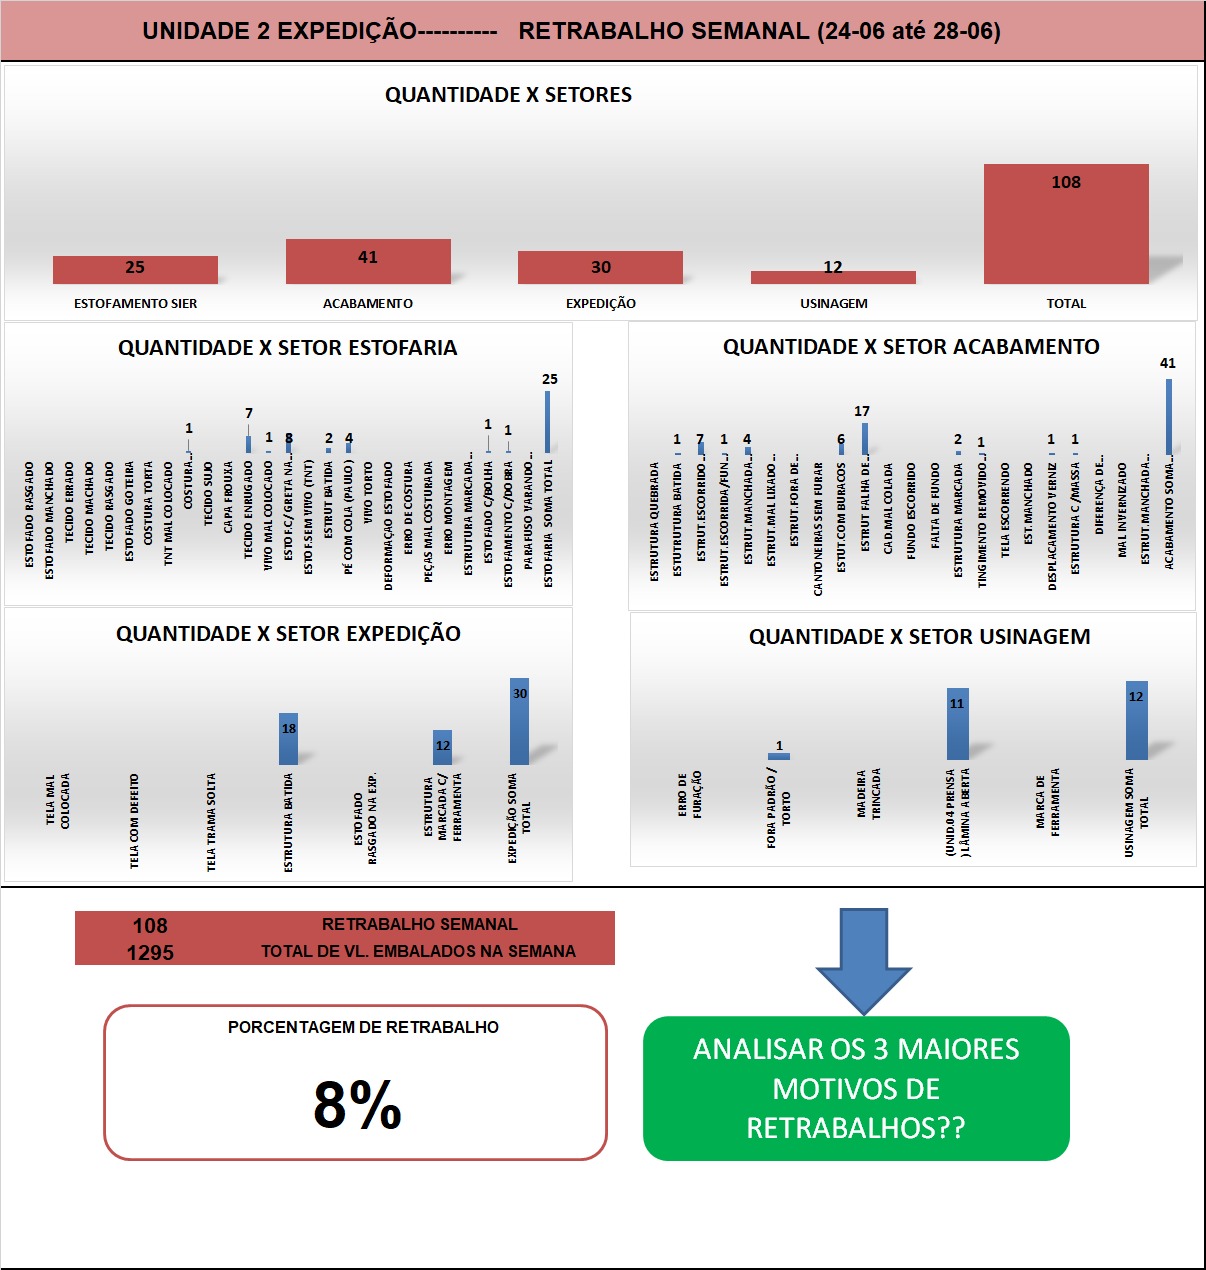 UNIDADE 2 EXPEDIÇÃO---------- RETRABALHO SEMANAL (24-06 até 28-06)
QUANTIDADE X SETORES
25
41
30
12
108
ESTOFAMENTO SIER
ACABAMENTO
EXPEDIÇÃO
USINAGEM
TOTAL
QUANTIDADE X SETOR ESTOFARIA
1
7
1
8
2
4
1
1
25
ESTOFADO RASGADO
ESTOFADO MANCHADO
TECIDO ERRADO
TECIDO MACHADO
TECIDO RASGADO
ESTOFADO GOTEIRA
COSTURA TORTA
TNT MAL COLOCADO
COSTURA...
TECIDO SUJO
CAPA FROUXA
TECIDO ENRUGADO
VIVO MAL COLOCADO
ESTOF.C/ GRETA NA...
ESTOF.SEM VIVO (TNT)
ESTRUT BATIDA
PÉ COM COLA (PAULO)
VIVO TORTO
DEFORMAÇAO ESTOFADO
ERRO DE COSTURA
PEÇAS MAL COSTURADA
ERRO MONTAGEM
ESTRUTURA MARCADA...
ESTOFADO C/BOLHA
ESTOFAMENTO C/DOBRA
PARAFUSO VARANDO...
ESTOFARIA SOMA TOTAL
QUANTIDADE X SETOR ACABAMENTO
1
7
1
4
6
17
2
1
1
1
41
ESTRUTURA QUEBRADA
ESTUTRURA BATIDA
ESTRUT.ESCORRIDO...
ESTRUT.ESCORRIDA/FUN...
ESTRUT.MANCHADA...
ESTRUT.MAL LIXADO...
ESTRUT.FORA DE...
CANTONEIRAS SEM FURAR
ESTUT.COM BURACOS
ESTRUT FALHA DE...
CAD.MAL COLADA
FUNDO ESCORRIDO
FALTA DE FUNDO
ESTRUTURA MARCADA
TINGIMENTO REMOVIDO...
TELA ESCORRENDO
EST.MANCHADO
DESPLACAMENTO VERNIZ
ESTRUTURA C /MASSA
DIFERENÇA DE...
MAL INVERNIZADO
ESTRUT.MANCHADA...
ACABAMENTO SOMA...
QUANTIDADE X SETOR EXPEDIÇÃO
18
12
30
TELA MAL
COLOCADA
TELA COM DEFEITO
TELA TRAMA SOLTA
ESTRUTURA BATIDA
ESTOFADO
RASGADO NA EXP.
ESTRUTURA
MARCADA C/
FERRAMENTA
EXPEDIÇÃO SOMA
TOTAL
QUANTIDADE X SETOR USINAGEM
1
11
12
ERRO DE
FURAÇÃO
FORA PADRÃO /
TORTO
MADEIRA
TRINCADA
(UNID.04 PRENSA
) LÂMINA ABERTA
MARCA DE
FERRAMENTA
USINAGEM SOMA
TOTAL
108 RETRABALHO SEMANAL
1295 TOTAL DE VL. EMBALADOS NA SEMANA
PORCENTAGEM DE RETRABALHO
8%
ANALISAR OS 3 MAIORES
MOTIVOS DE
RETRABALHOS??